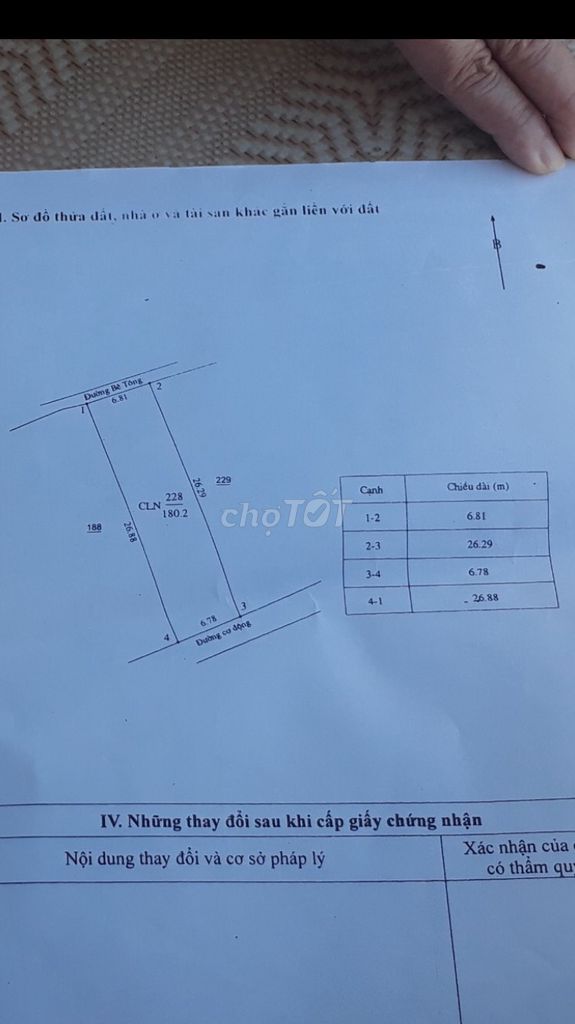 I. Sơ đồ thửa đất, nhà ở và tài sản khác gắn liền với đất
B
Đường Bê Tông
1
6.81
2
229
26.29
CLN 228
180.2
188
26.88
chợTỐT
3
6.78
4
Đường cơ động
Cạnh Chiều dài (m)
1-2 6.81
2-3 26.29
3-4 6.78
4-1 26.88
IV. Những thay đổi sau khi cấp giấy chứng nhận
Nội dung thay đổi và cơ sở pháp lý
Xác nhận của
có thẩm qu